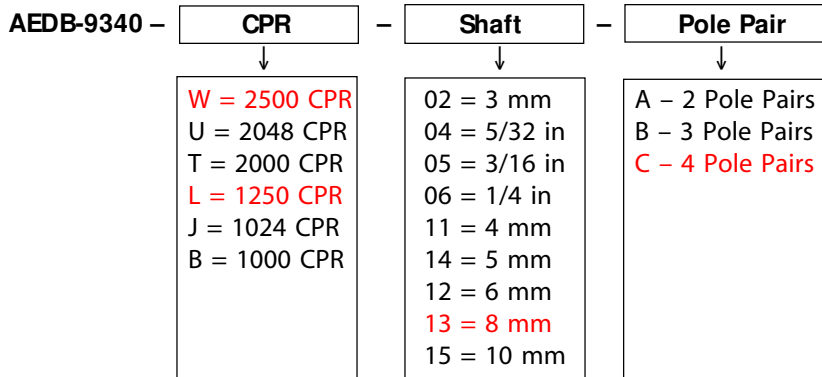 AEDB-9340 – CPR – Shaft – Pole Pair
W = 2500 CPR
U = 2048 CPR
T = 2000 CPR
L = 1250 CPR
J = 1024 CPR
B = 1000 CPR
02 = 3 mm
04 = 5/32 in
05 = 3/16 in
06 = 1/4 in
11 = 4 mm
14 = 5 mm
12 = 6 mm
13 = 8 mm
15 = 10 mm
A – 2 Pole Pairs
B – 3 Pole Pairs
C – 4 Pole Pairs